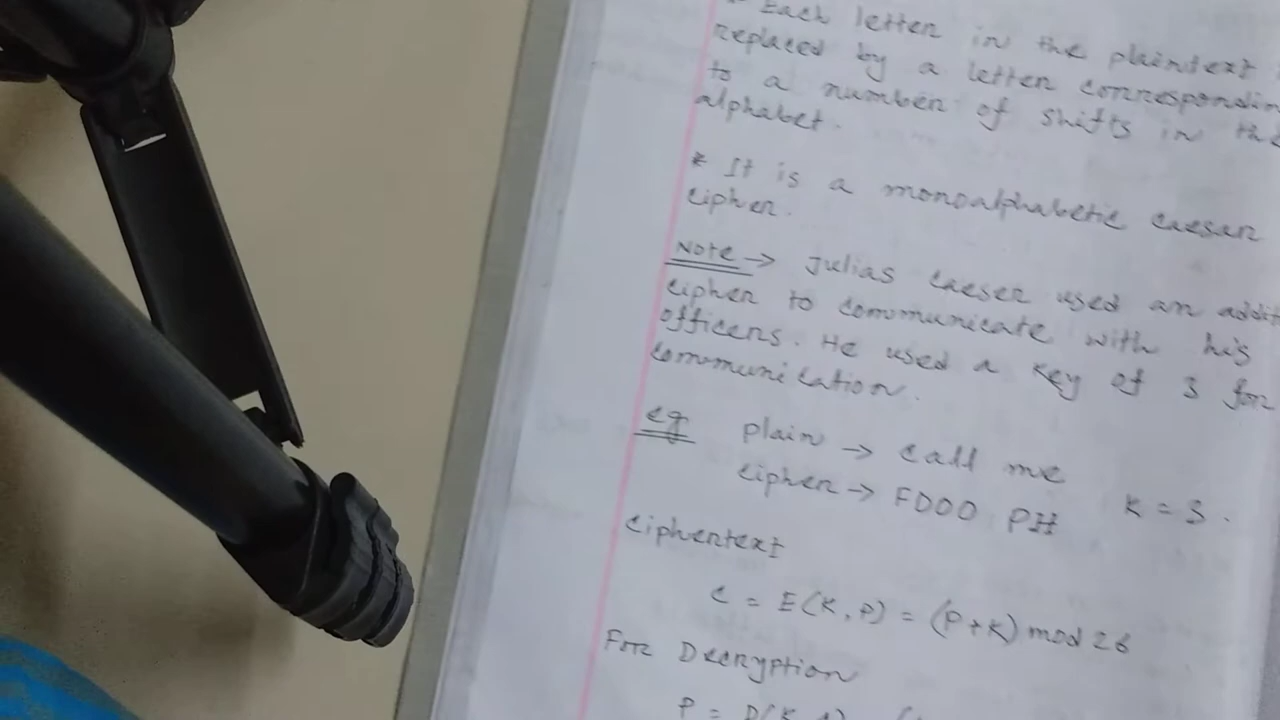 * Each letter in the plaintext
replaced by a letter correspondin
to a number of shifts in the
alphabet.
* It is a monoalphabetic caesar
cipher.
Note → Julias Caeser used an addit
cipher to communicate with his
officers. He used a key of 3 for
communication.
eg plain → call me
cipher → FDOO PH K = 3.
ciphertext
C = E(K, P) = (P+K) mod 26
For Decryption
P = D(K,